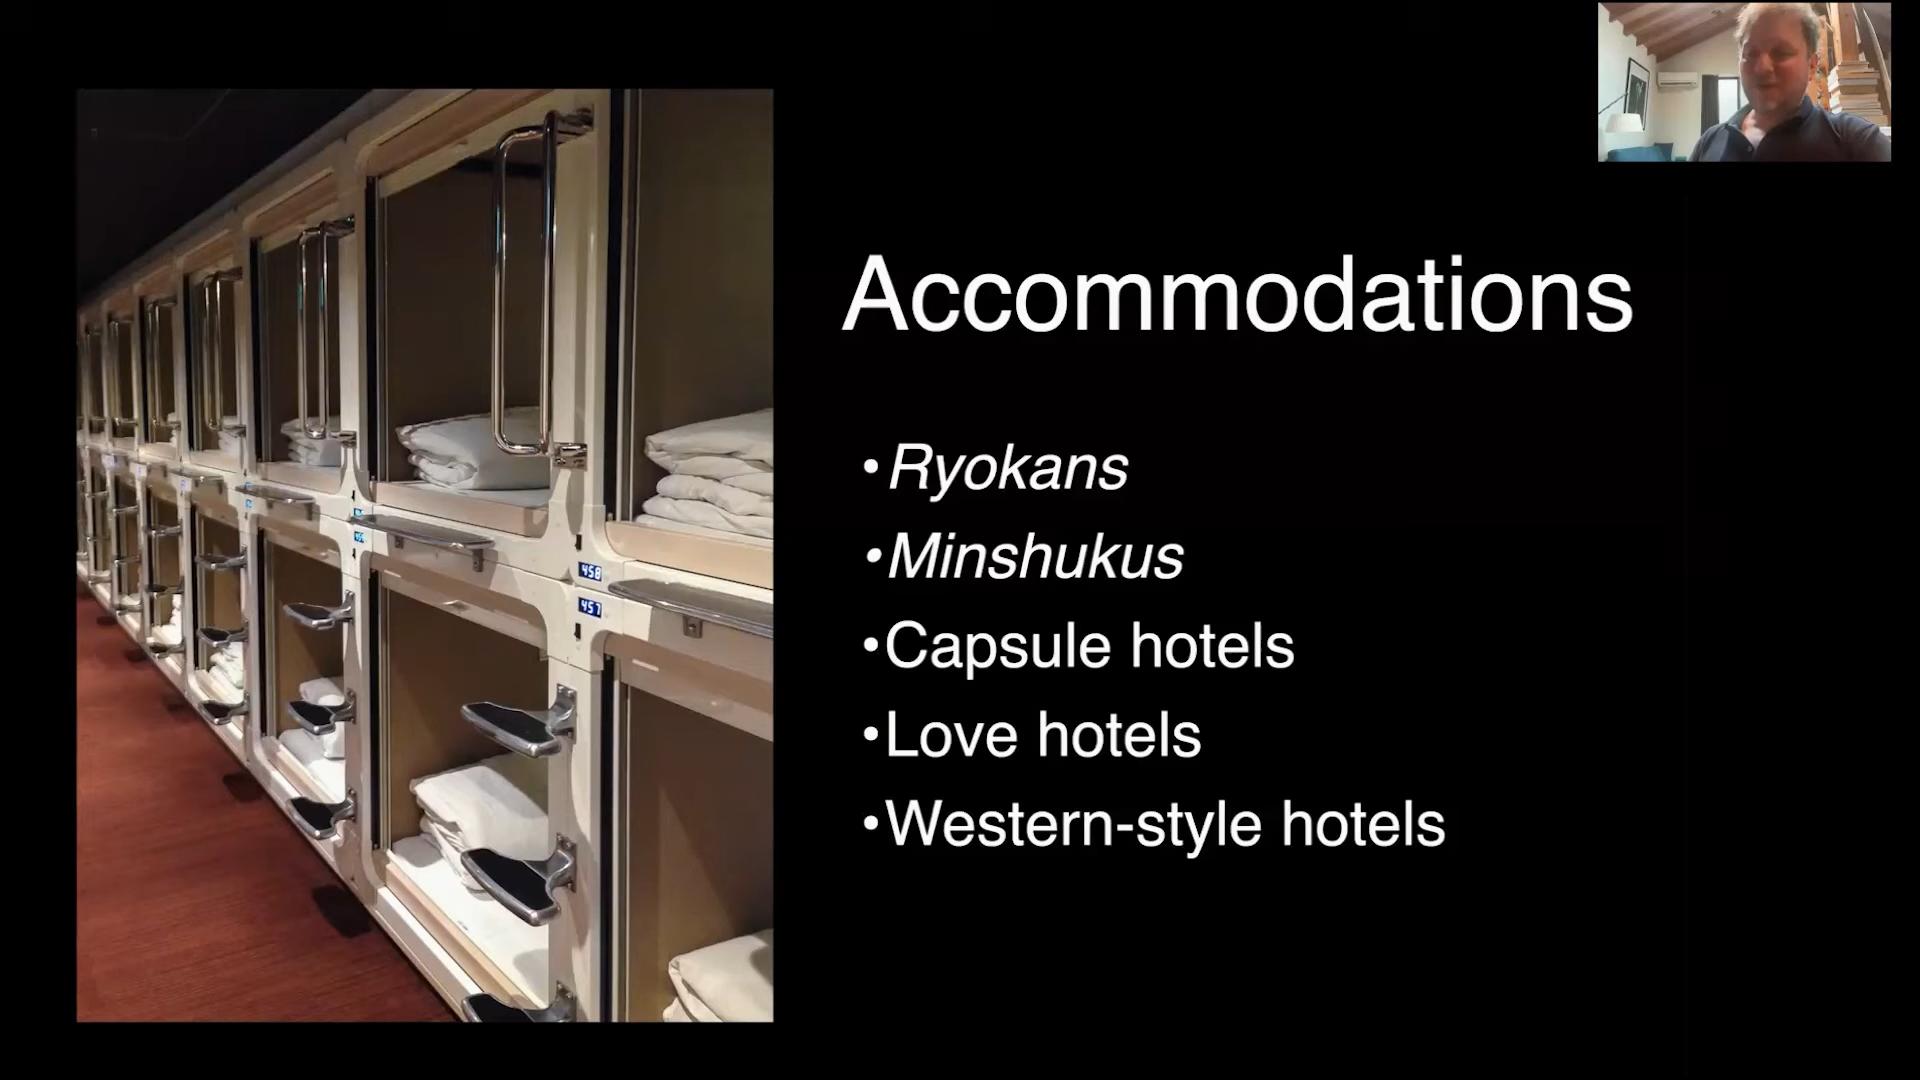 Accommodations
•Ryokans
•Minshukus
•Capsule hotels
•Love hotels
•Western-style hotels
458
457